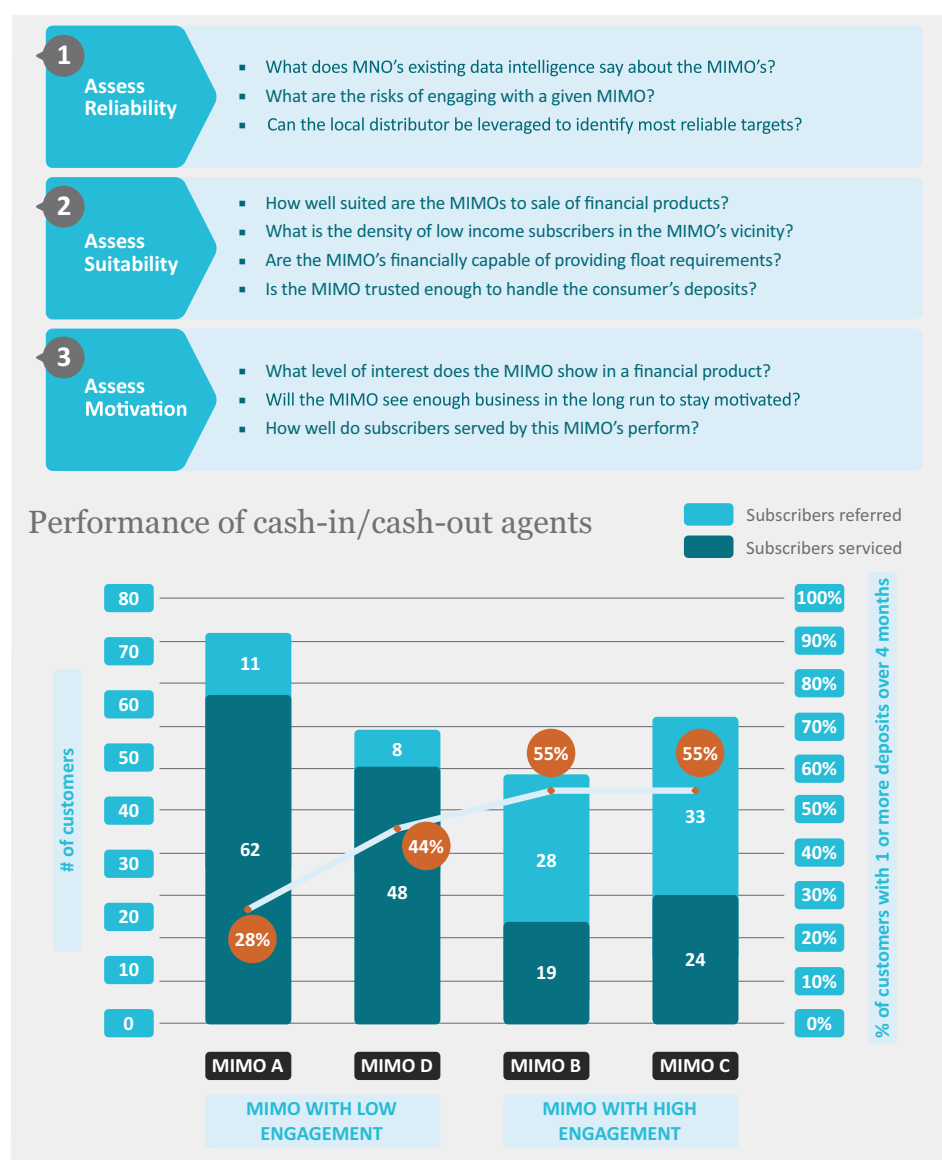 1
Assess
Reliability
▪ What does MNO's existing data intelligence say about the MIMO's?
▪ What are the risks of engaging with a given MIMO?
▪ Can the local distributor be leveraged to identify most reliable targets?
2
Assess
Suitability
▪ How well suited are the MIMOs to sale of financial products?
▪ What is the density of low income subscribers in the MIMO's vicinity?
▪ Are the MIMO's financially capable of providing float requirements?
▪ Is the MIMO trusted enough to handle the consumer's deposits?
3
Assess
Motivation
▪ What level of interest does the MIMO show in a financial product?
▪ Will the MIMO see enough business in the long run to stay motivated?
▪ How well do subscribers served by this MIMO's perform?
Performance of cash-in/cash-out agents
Subscribers referred
Subscribers serviced
# of customers
80
70
60
50
40
30
20
10
0
11
62
28%
8
44%
48
55%
28
19
55%
33
24
100%
90%
80%
70%
60%
50%
40%
30%
20%
10%
0%
% of customers with 1 or more deposits over 4 months
MIMO A
MIMO D
MIMO B
MIMO C
MIMO WITH LOW
ENGAGEMENT
MIMO WITH HIGH
ENGAGEMENT